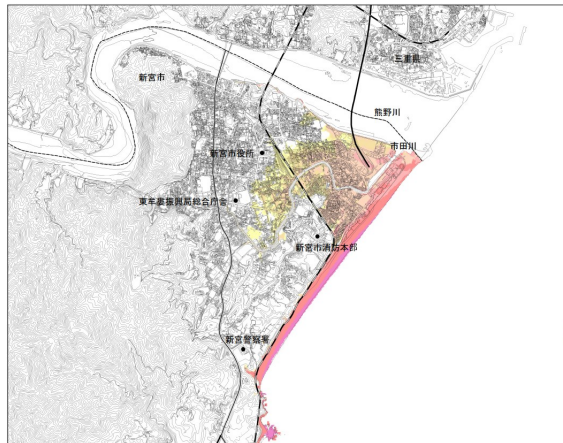 三重県
新宮市
熊野川
市田川
新宮市役所
東牟婁振興局総合庁舎
新宮市消防本部
新宮警察署